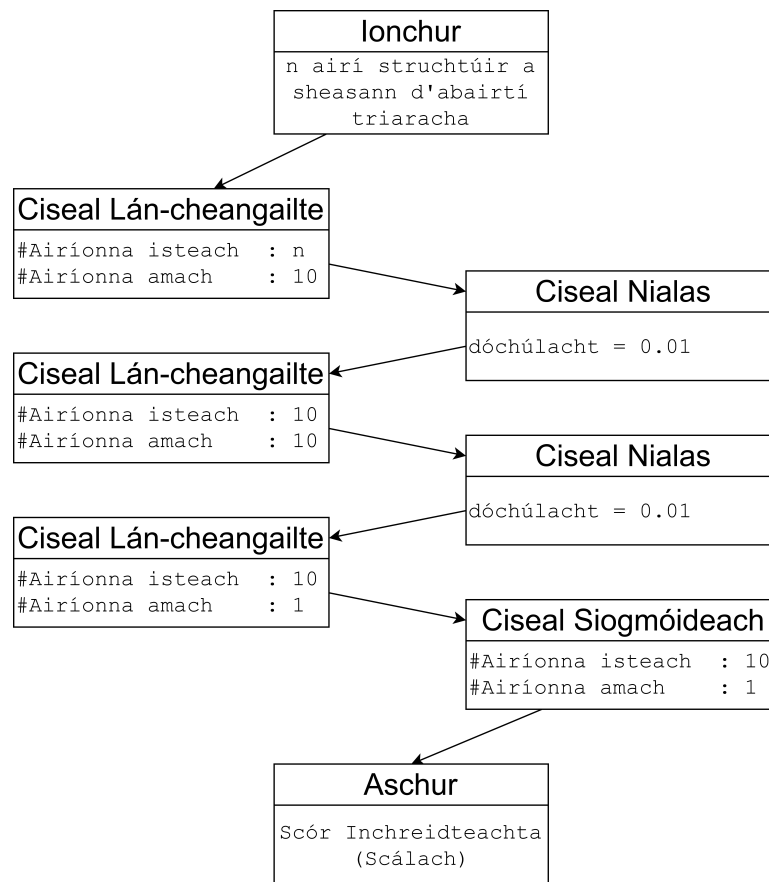 Ionchur
n airí struchtúir a
sheasann d'abairtí
triaracha
Ciseal Lán-cheangailte
#Airíonna isteach : n
#Airíonna amach : 10
Ciseal Nialas
dóchúlacht = 0.01
Ciseal Lán-cheangailte
#Airíonna isteach : 10
#Airíonna amach : 10
Ciseal Nialas
dóchúlacht = 0.01
Ciseal Lán-cheangailte
#Airíonna isteach : 10
#Airíonna amach : 1
Ciseal Siogmóideach
#Airíonna isteach : 10
#Airíonna amach : 1
Aschur
Scór Inchreidteachta
(Scálach)